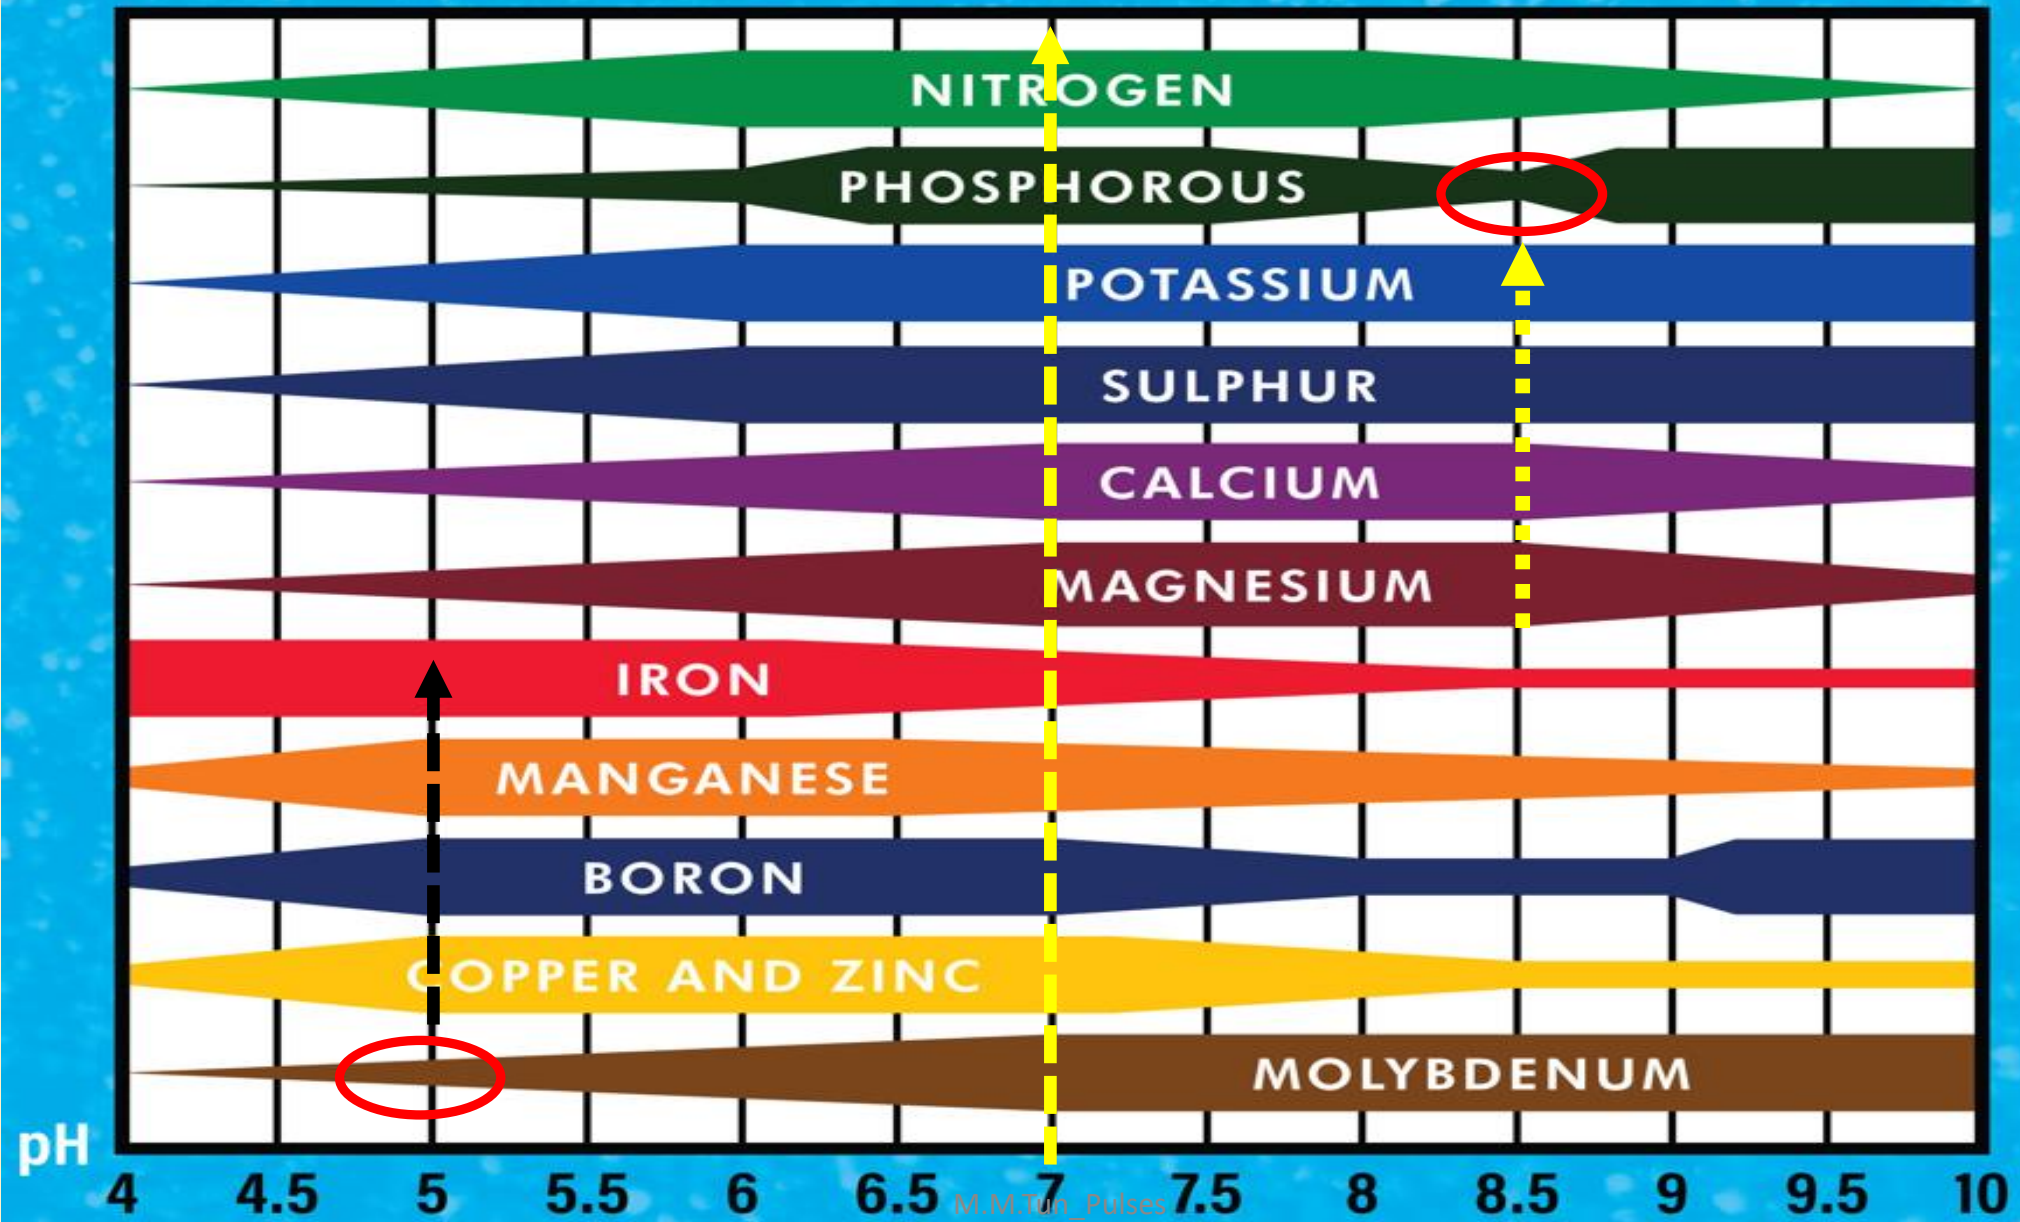 NITROGEN
PHOSPHOROUS
POTASSIUM
SULPHUR
CALCIUM
MAGNESIUM
IRON
MANGANESE
BORON
COPPER AND ZINC
MOLYBDENUM
pH
4 4.5 5 5.5 6 6.5 7 7.5 8 8.5 9 9.5 10
M.M.Tun_Pulses